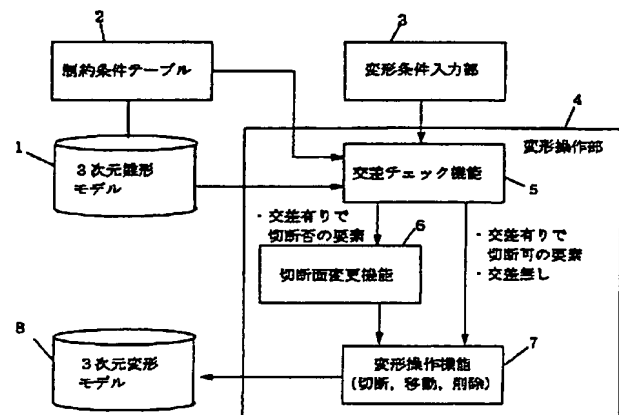 2
3
制約条件テーブル
変形条件入力部
4
変形操作部
1
3次元雛形
モデル
交差チェック機能
5
・交差有りで
切断否の要素
6
・交差有りで
切断可の要素
・交差無し
切断面変更機能
8
3次元変形
モデル
変形操作機能
(切断,移動,削除)
7